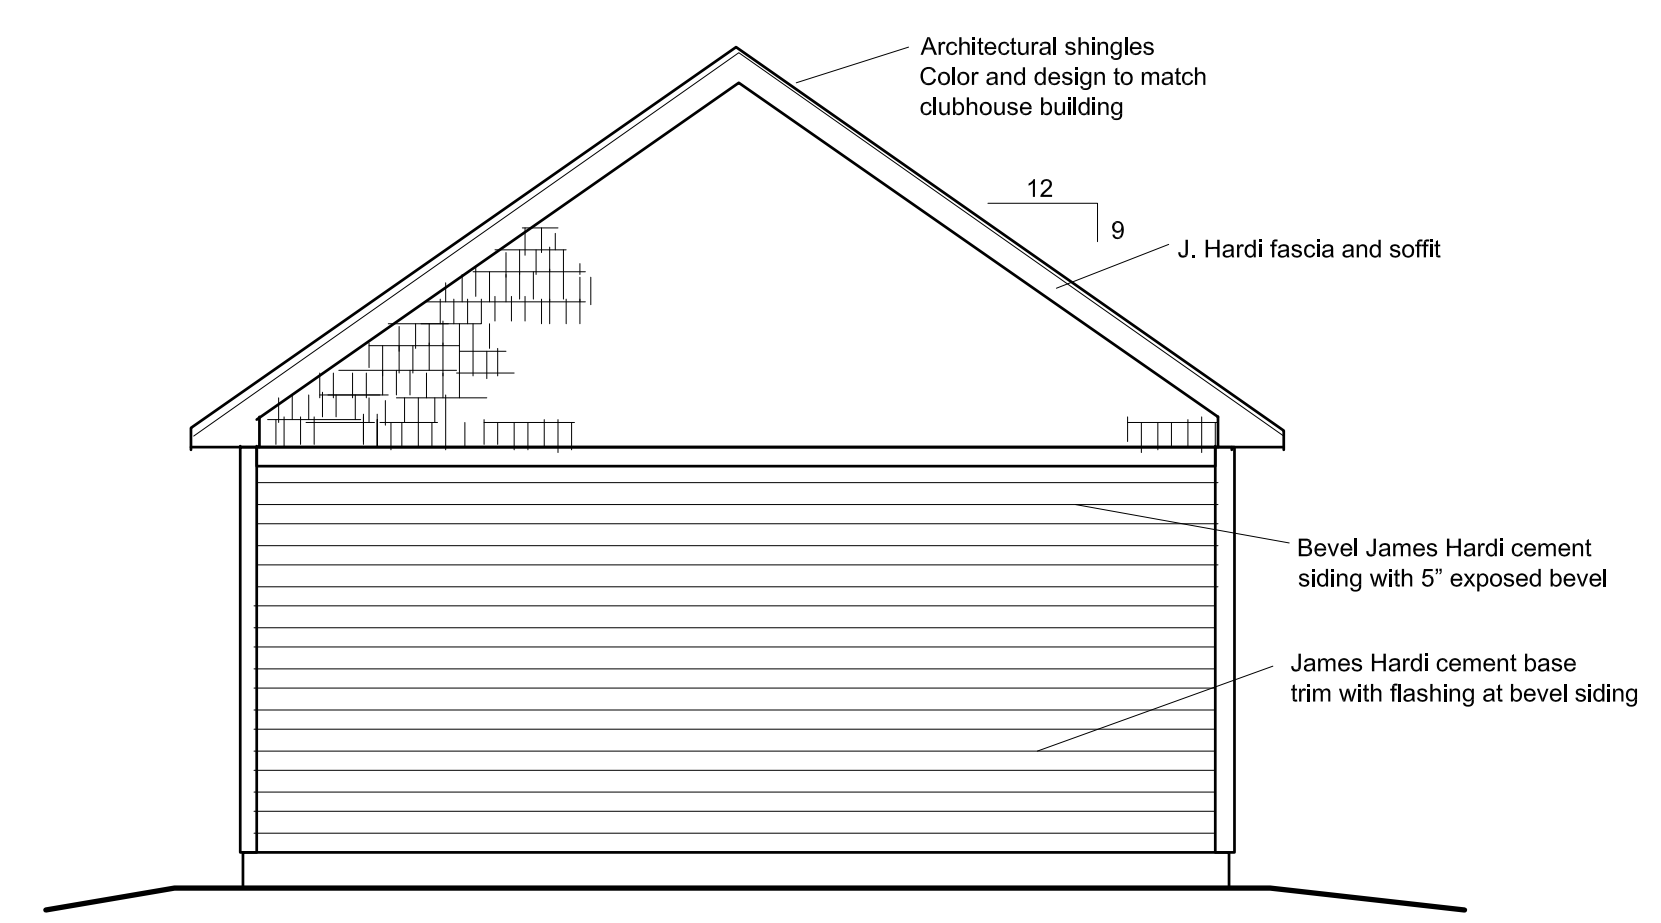 Architectural shingles
Color and design to match
clubhouse building
12
9
J. Hardi fascia and soffit
Bevel James Hardi cement
siding with 5” exposed bevel
James Hardi cement base
trim with flashing at bevel siding